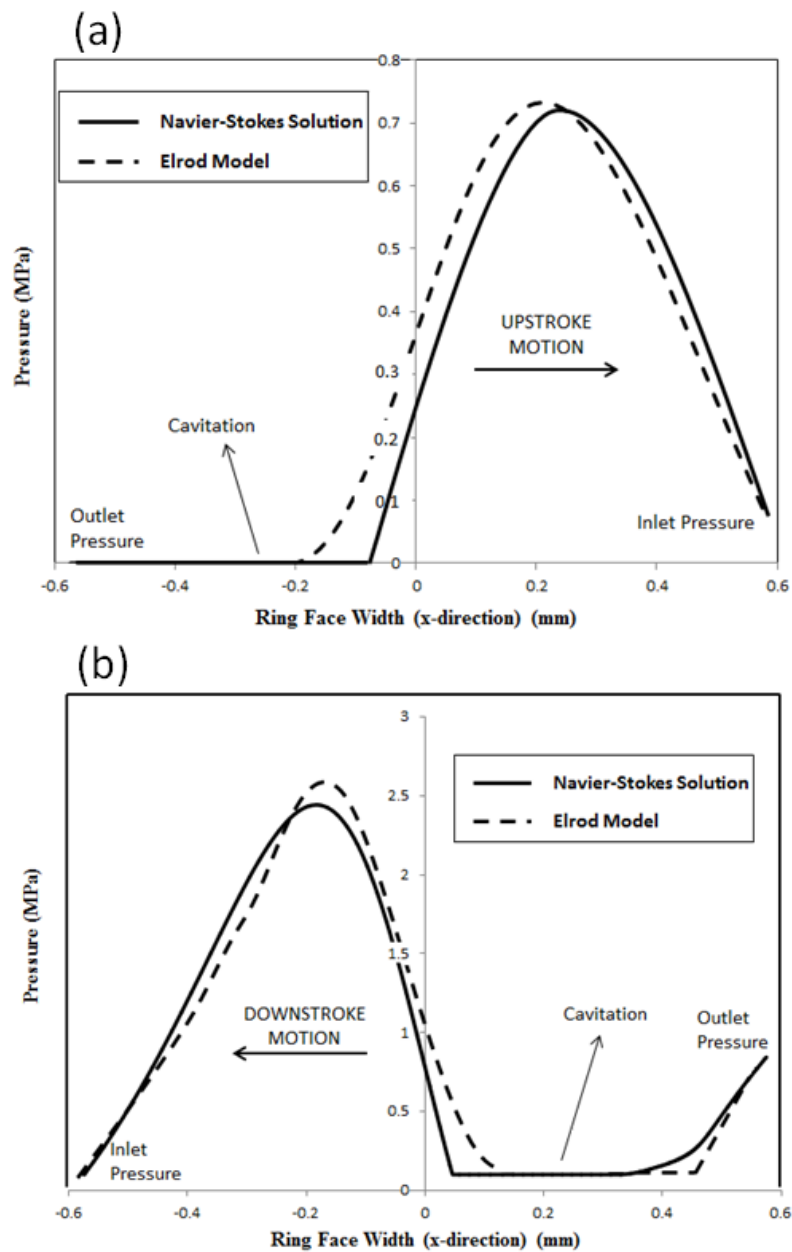 (a)
0.8
0.7
0.6
0.5
0.4
0.3
0.2
0.1
0
Pressure (MPa)
Navier-Stokes Solution
Elrod Model
UPSTROKE
MOTION
Cavitation
Outlet
Pressure
Inlet Pressure
-0.6
-0.4
-0.2
0
0.2
0.4
0.6
Ring Face Width (x-direction) (mm)
(b)
3
2.5
2
1.5
1
0.5
0
Pressure (MPa)
Navier-Stokes Solution
Elrod Model
DOWNSTROKE
MOTION
Cavitation
Outlet
Pressure
Inlet
Pressure
-0.6
-0.4
-0.2
0
0.2
0.4
0.6
Ring Face Width (x-direction) (mm)